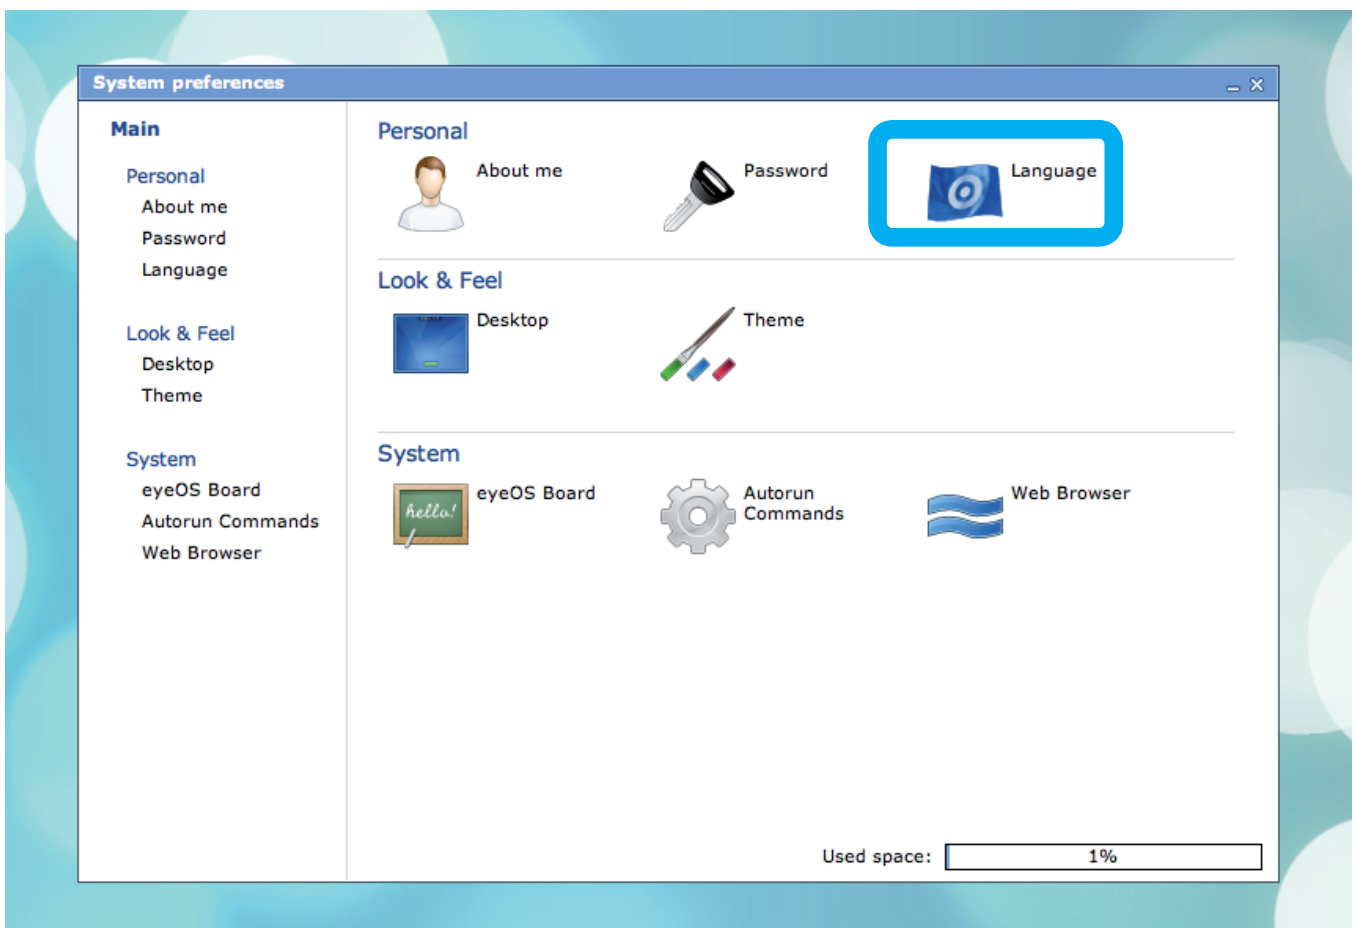 System preferences
Main
Personal
About me
Password
Language
Look & Feel
Desktop
Theme
System
eyeOS Board
Autorun Commands
Web Browser
Personal
About me
Password
Language
Look & Feel
Desktop
Theme
System
hello!
eyeOS Board
Autorun
Commands
Web Browser
Used space:
1%